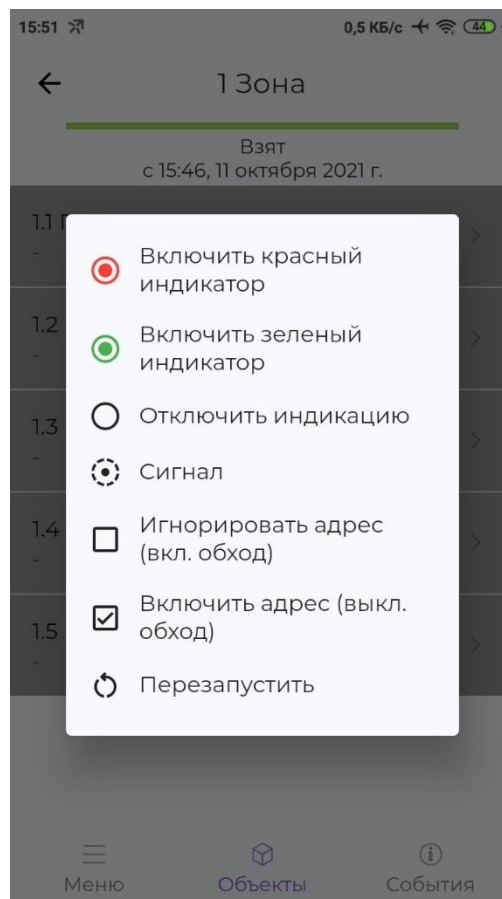 15:51 0,5 КБ/с 44
1 Зона
Взят
с 15:46, 11 октября 2021 г.
1.1
-
Включить красный
индикатор
1.2
-
Включить зеленый
индикатор
1.3
-
Отключить индикацию
Сигнал
1.4
-
Игнорировать адрес
(вкл. обход)
1.5
-
Включить адрес (выкл.
обход)
Перезапустить
Меню Объекты События